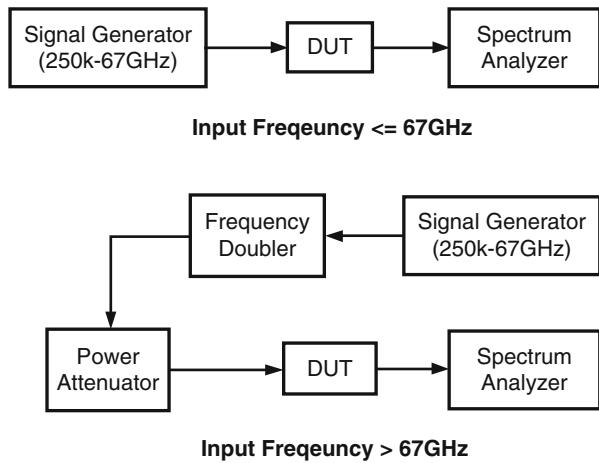 Signal Generator
(250k-67GHz)
DUT
Spectrum
Analyzer
Input Freqeuncy <= 67GHz
Frequency
Doubler
Signal Generator
(250k-67GHz)
Power
Attenuator
DUT
Spectrum
Analyzer
Input Freqeuncy > 67GHz